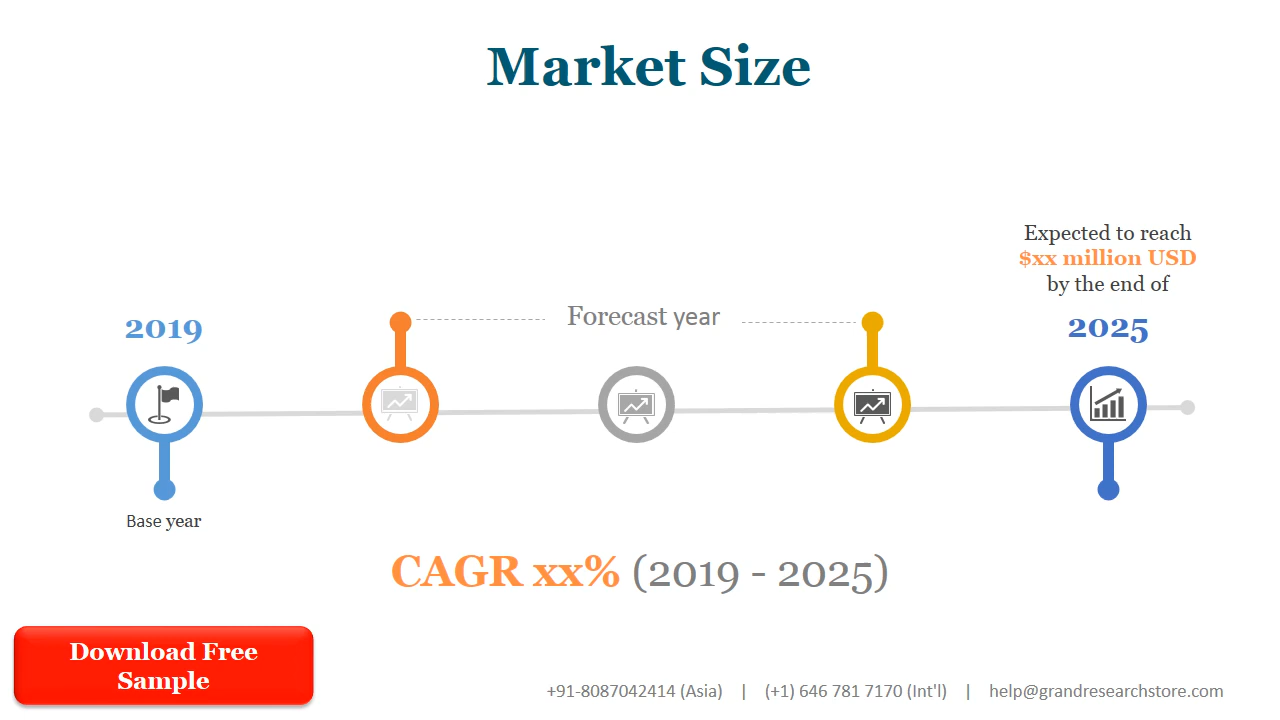 Market Size
Expected to reach
$xx million USD
by the end of
2025
2019
Forecast year
Base year
CAGR xx% (2019 - 2025)
Download Free
Sample
+91-8087042414 (Asia) | (+1) 646 781 7170 (Int'l) | help@grandresearchstore.com